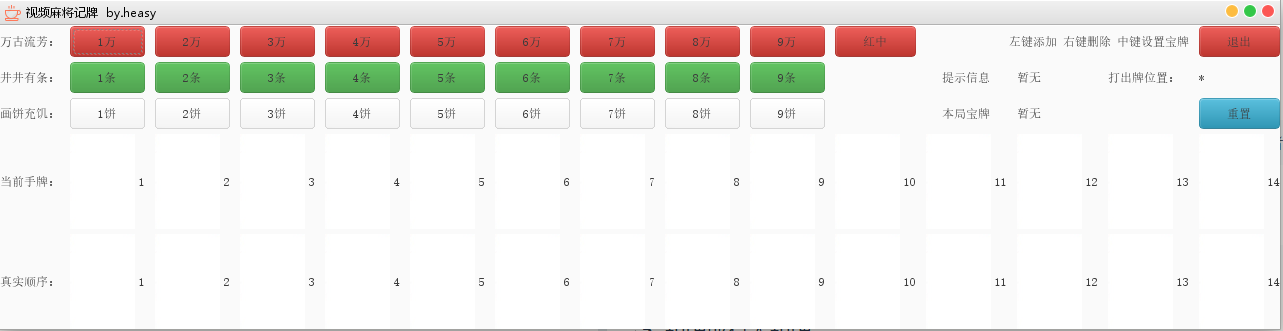 视频麻将记牌 by.heasy
万古流芳: 1万 2万 3万 4万 5万 6万 7万 8万 9万 红中 左键添加 右键删除 中键设置宝牌 退出
井井有条: 1条 2条 3条 4条 5条 6条 7条 8条 9条 提示信息 暂无 打出牌位置: *
画饼充饥: 1饼 2饼 3饼 4饼 5饼 6饼 7饼 8饼 9饼 本局宝牌 暂无 重置
当前手牌: 1 2 3 4 5 6 7 8 9 10 11 12 13 14
真实顺序: 1 2 3 4 5 6 7 8 9 10 11 12 13 14